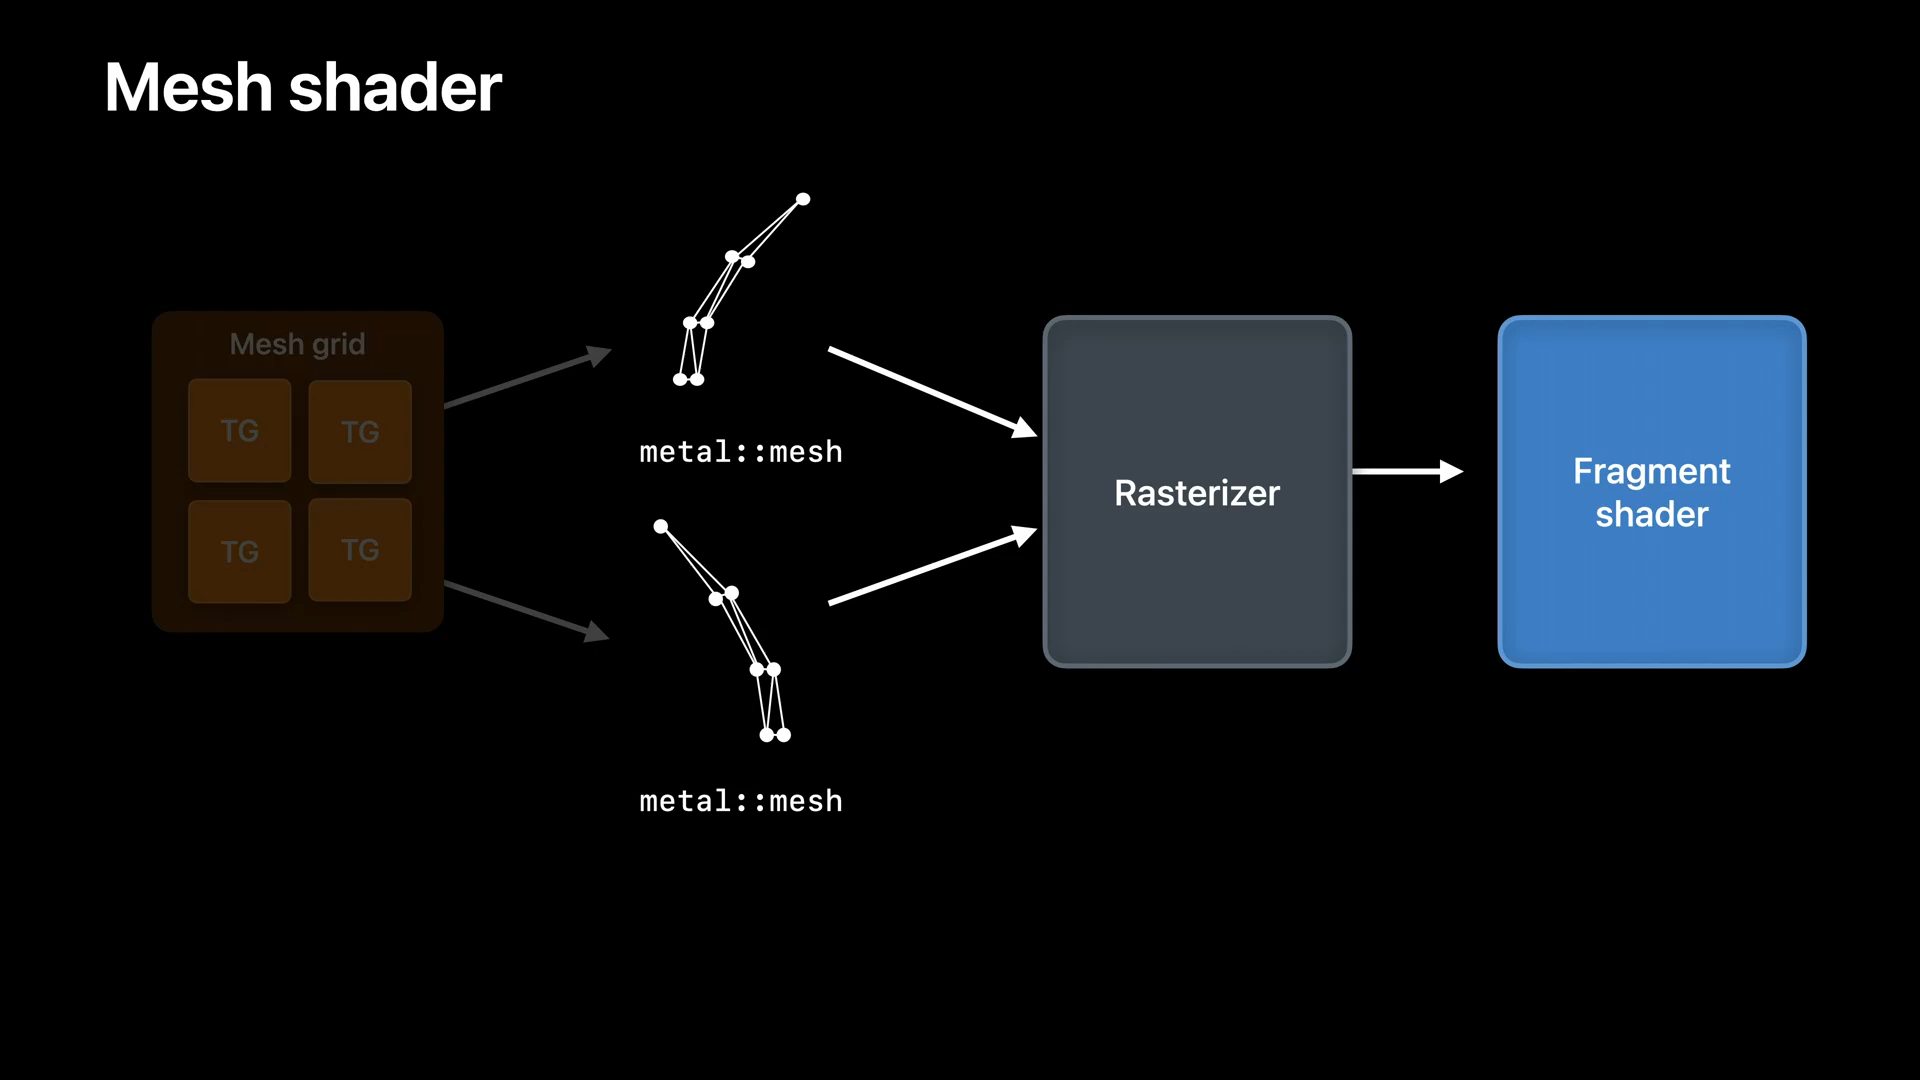 Mesh shader
Mesh grid
TG
TG
TG
TG
metal::mesh
metal::mesh
Rasterizer
Fragment
shader